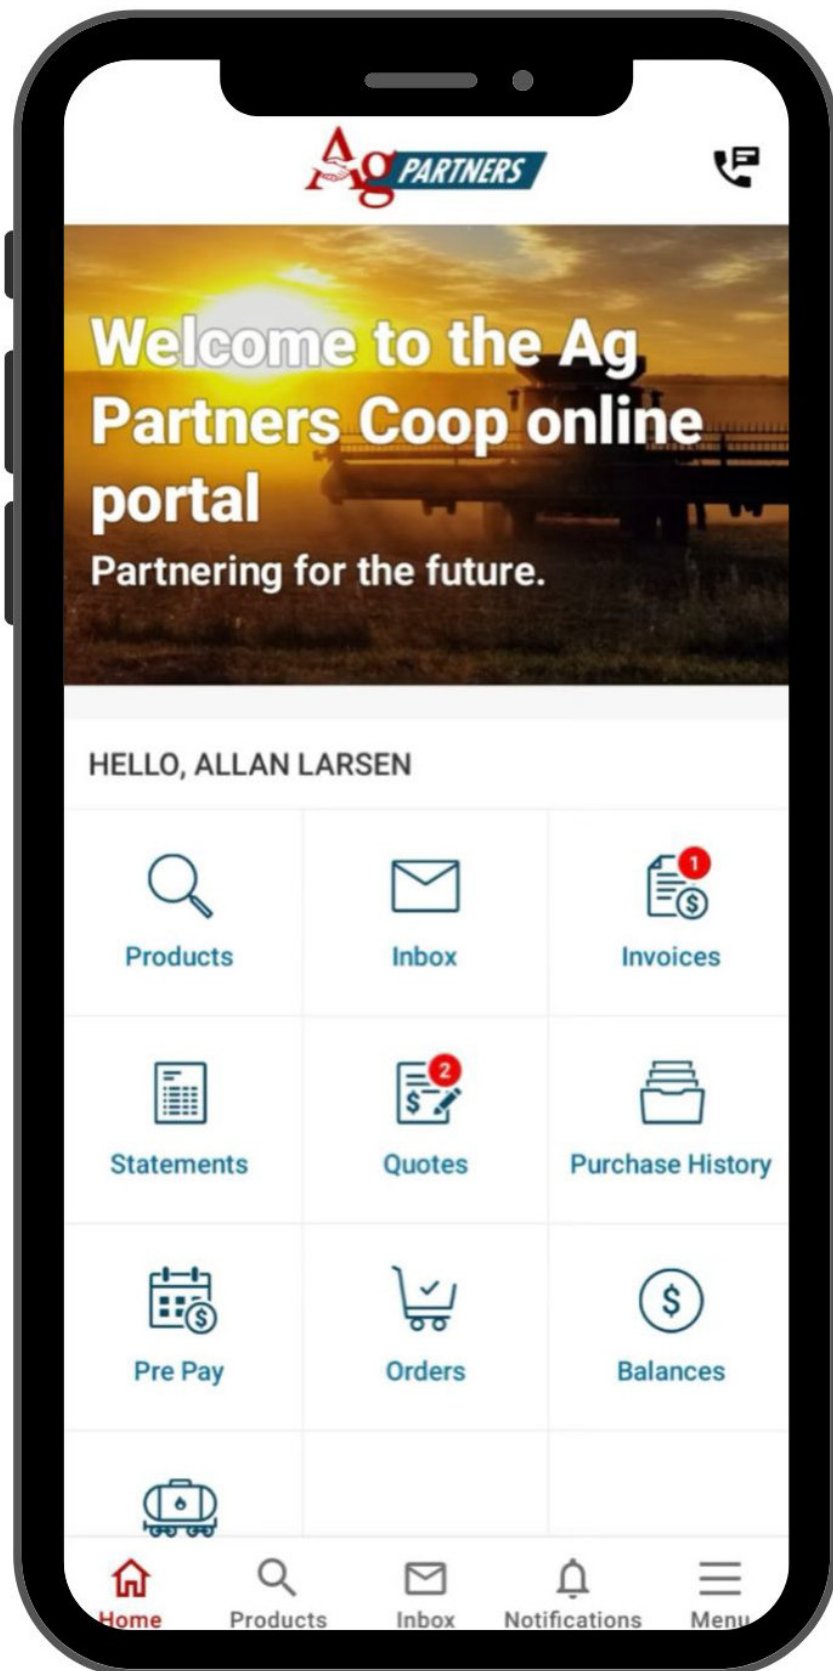 Ag PARTNERS
Welcome to the Ag
Partners Coop online
portal
Partnering for the future.
HELLO, ALLAN LARSEN
Products
Inbox
1
Invoices
Statements
2
Quotes
Purchase History
$
Pre Pay
Orders
$
Balances
Home
Products
Inbox
Notifications
Menu